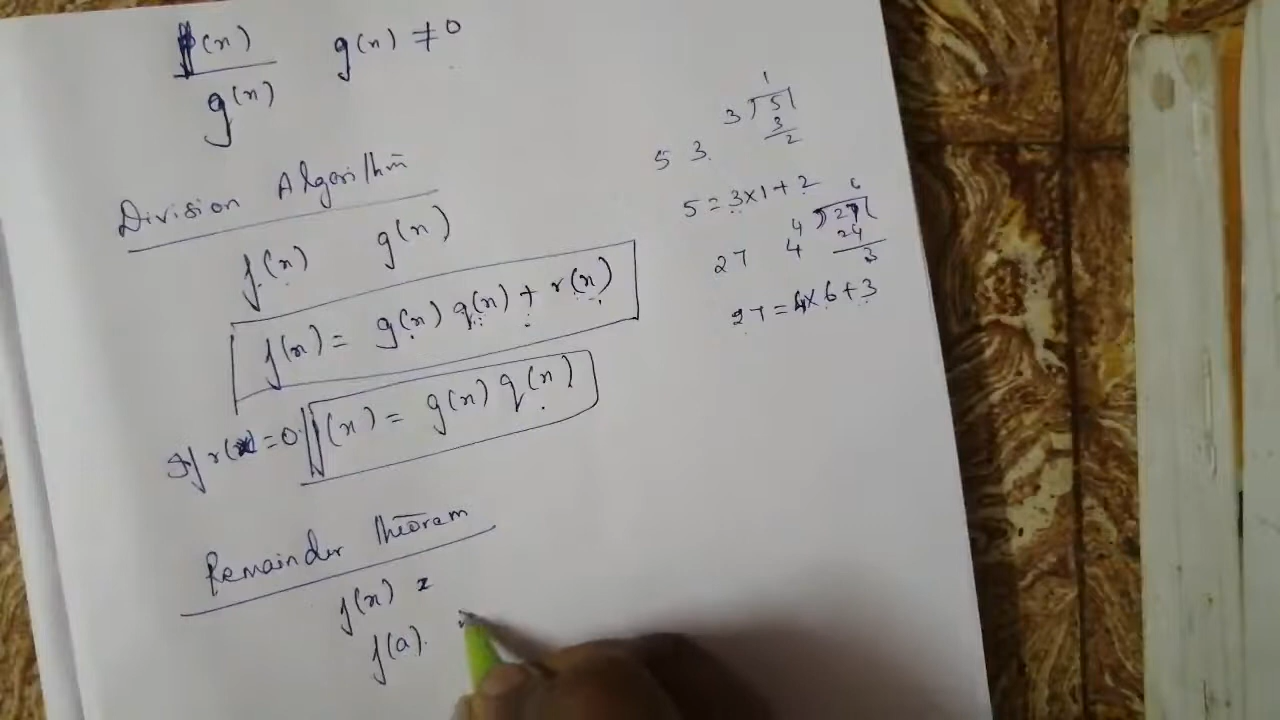 f(x)
g(x) g(x) ≠ 0
Division Algorithm
f(x) g(x)
f(x) = g(x) q(x) + r(x)
If r(x) = 0 f(x) = g(x) q(x)
Remainder Theoram
f(x)
f(a).
1
3 ) 5 (
3
2
5 3.
5 = 3 x 1 + 2
6
4 ) 27 (
24
3
27 4
27 = 4 x 6 + 3